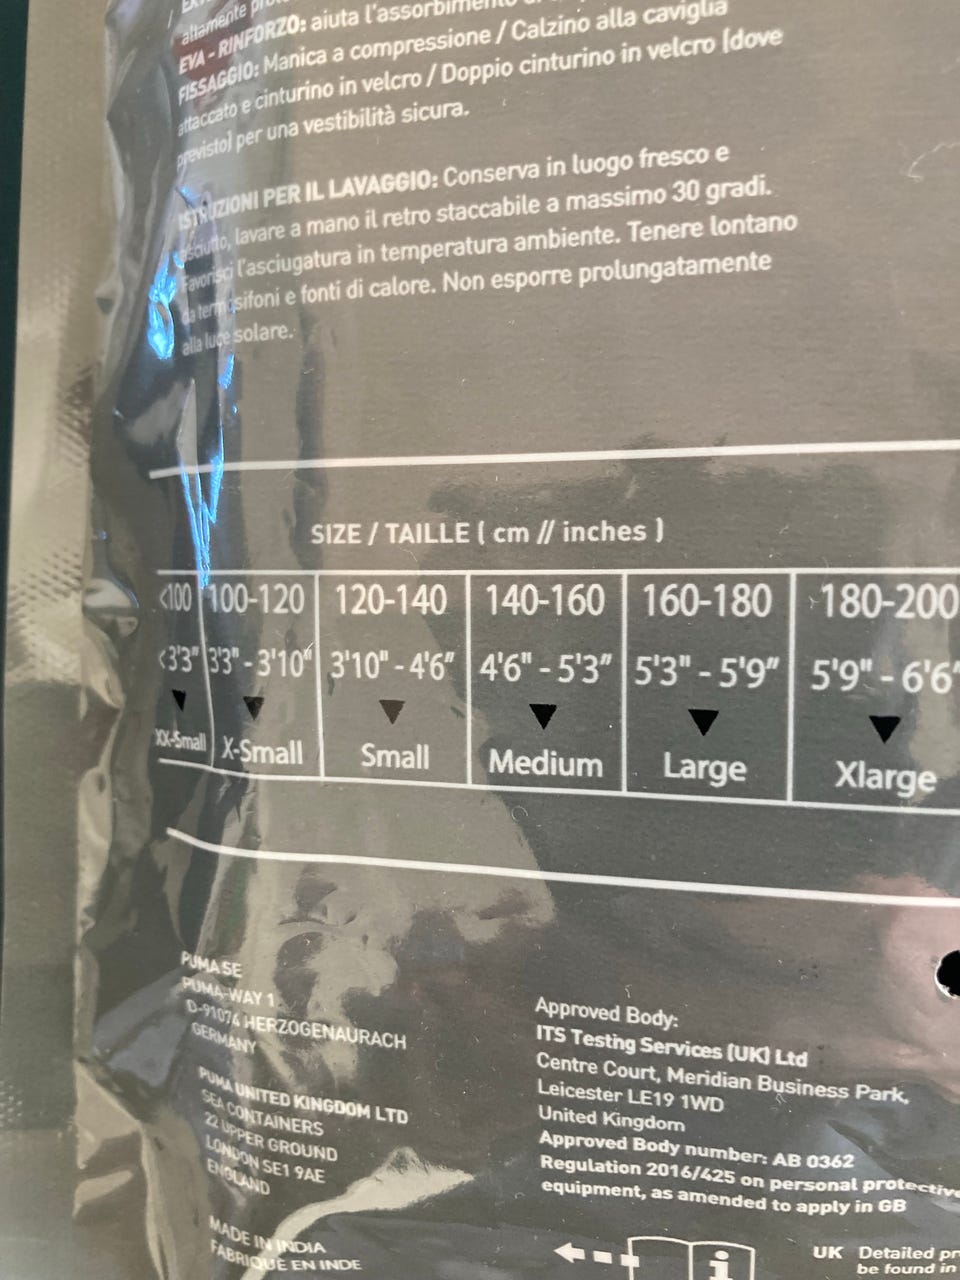 altamente
EVA - RINFORZO: aiuta l'assorbimento
FISSAGGIO: Manica a compressione / Calzino alla caviglia
attaccato e cinturino in velcro / Doppio cinturino in velcro (dove
previsto) per una vestibilità sicura.
ISTRUZIONI PER IL LAVAGGIO: Conserva in luogo fresco e
asciutto, lavare a mano il retro staccabile a massimo 30 gradi.
Favorisci l'asciugatura in temperatura ambiente. Tenere lontano
da termosifoni e fonti di calore. Non esporre prolungatamente
alla luce solare.
SIZE / TAILLE ( cm // inches )
<100 100-120 120-140 140-160 160-180 180-200
<3'3" 3'3" - 3'10" 3'10" - 4'6" 4'6" - 5'3" 5'3" - 5'9" 5'9" - 6'6"
XX-Small X-Small Small Medium Large Xlarge
PUMA SE
PUMA-WAY 1
D-91074 HERZOGENAURACH
GERMANY
PUMA UNITED KINGDOM LTD
SEA CONTAINERS
22 UPPER GROUND
LONDON SE1 9AE
ENGLAND
MADE IN INDIA
FABRIQUE EN INDE
Approved Body:
ITS Testing Services (UK) Ltd
Centre Court, Meridian Business Park,
Leicester LE19 1WD
United Kingdom
Approved Body number: AB 0362
Regulation 2016/425 on personal protective
equipment, as amended to apply in GB
UK Detailed
be found in